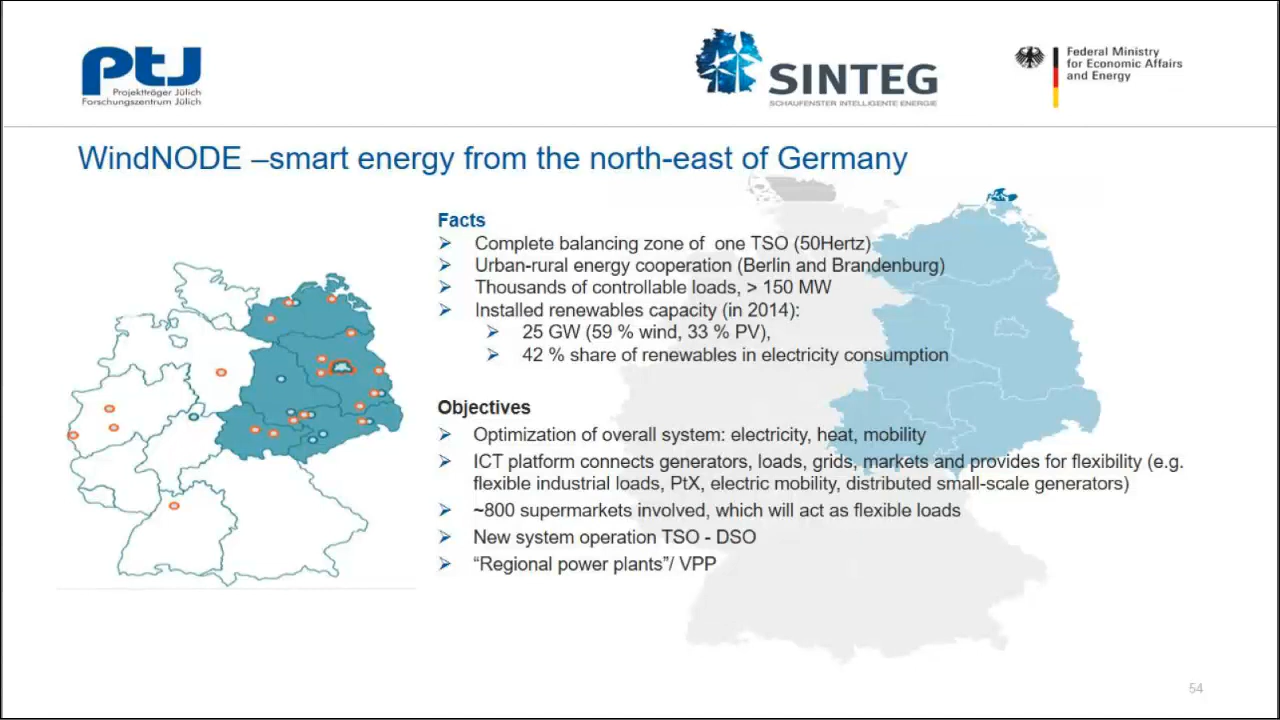 ptJ
Projektträger Jülich
Forschungszentrum Jülich
SINTEG
SCHAUFENSTER INTELLIGENTE ENERGIE
Federal Ministry
for Economic Affairs
and Energy
WindNODE –smart energy from the north-east of Germany
Facts
➢ Complete balancing zone of one TSO (50Hertz)
➢ Urban-rural energy cooperation (Berlin and Brandenburg)
➢ Thousands of controllable loads, > 150 MW
➢ Installed renewables capacity (in 2014):
➢ 25 GW (59 % wind, 33 % PV),
➢ 42 % share of renewables in electricity consumption
Objectives
➢ Optimization of overall system: electricity, heat, mobility
➢ ICT platform connects generators, loads, grids, markets and provides for flexibility (e.g.
flexible industrial loads, PtX, electric mobility, distributed small-scale generators)
➢ ~800 supermarkets involved, which will act as flexible loads
➢ New system operation TSO - DSO
➢ “Regional power plants”/ VPP
54